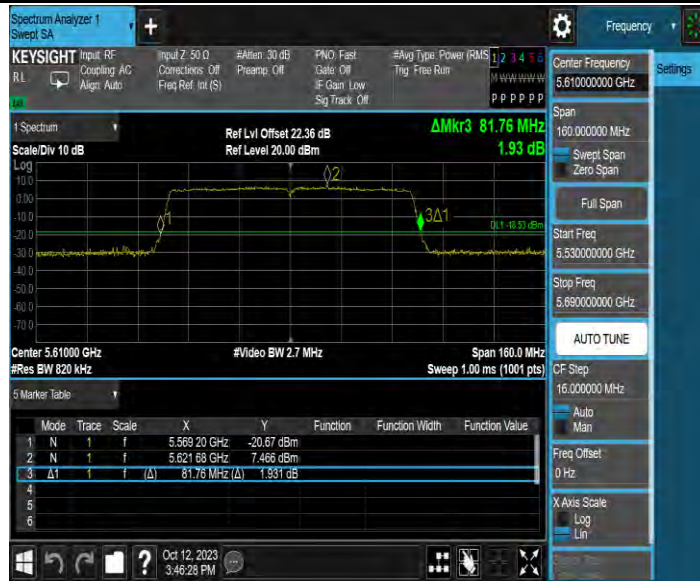 Spectrum Analyzer 1
Swept SA
+
Frequency
KEYSIGHT
RL
Input: RF
Coupling: AC
Align: Auto
Input Z: 50 Ω
Corrections: Off
Freq Ref: Int (S)
#Atten: 30 dB
Preamp: Off
PNO: Fast
Gate: Off
IF Gain: Low
Sig Track: Off
#Avg Type: Power (RMS
Trig: Free Run
1 2 3 4 5 6
M W W W W W
P P P P P P
Center Frequency
5.610000000 GHz
Settings
Span
160.000000 MHz
Swept Span
Zero Span
Full Span
Start Freq
5.530000000 GHz
Stop Freq
5.690000000 GHz
AUTO TUNE
CF Step
16.000000 MHz
Auto
Man
Freq Offset
0 Hz
X Axis Scale
Log
Lin
1 Spectrum
Scale/Div 10 dB
Ref Lvl Offset 22.36 dB
Ref Level 20.00 dBm
ΔMkr3 81.76 MHz
1.93 dB
Log
10.0
0.00
-10.0
-20.0
-30.0
-40.0
-50.0
-60.0
-70.0
1
2
3Δ1
DL1 -18.53 dBm
Center 5.61000 GHz
#Video BW 2.7 MHz
Span 160.0 MHz
#Res BW 820 kHz
Sweep 1.00 ms (1001 pts)
5 Marker Table
Mode Trace Scale X Y Function Function Width Function Value
1 N 1 f 5.569 20 GHz -20.67 dBm
2 N 1 f 5.621 68 GHz 7.466 dBm
3 Δ1 1 f (Δ) 81.76 MHz (Δ) 1.931 dB
4
5
6
?
Oct 12, 2023
3:46:28 PM